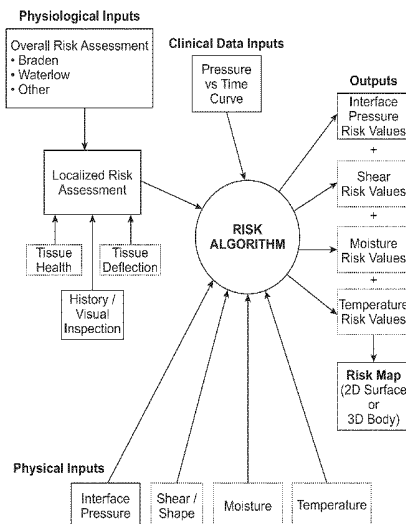 Physiological Inputs
Overall Risk Assessment
• Braden
• Waterlow
• Other
Localized Risk
Assessment
Tissue
Health
Tissue
Deflection
History /
Visual
Inspection
Clinical Data Inputs
Pressure
vs Time
Curve
RISK
ALGORITHM
Outputs
Interface
Pressure
Risk Values
+
Shear
Risk Values
+
Moisture
Risk Values
+
Temperature
Risk Values
Risk Map
(2D Surface
or
3D Body)
Physical Inputs
Interface
Pressure
Shear /
Shape
Moisture
Temperature